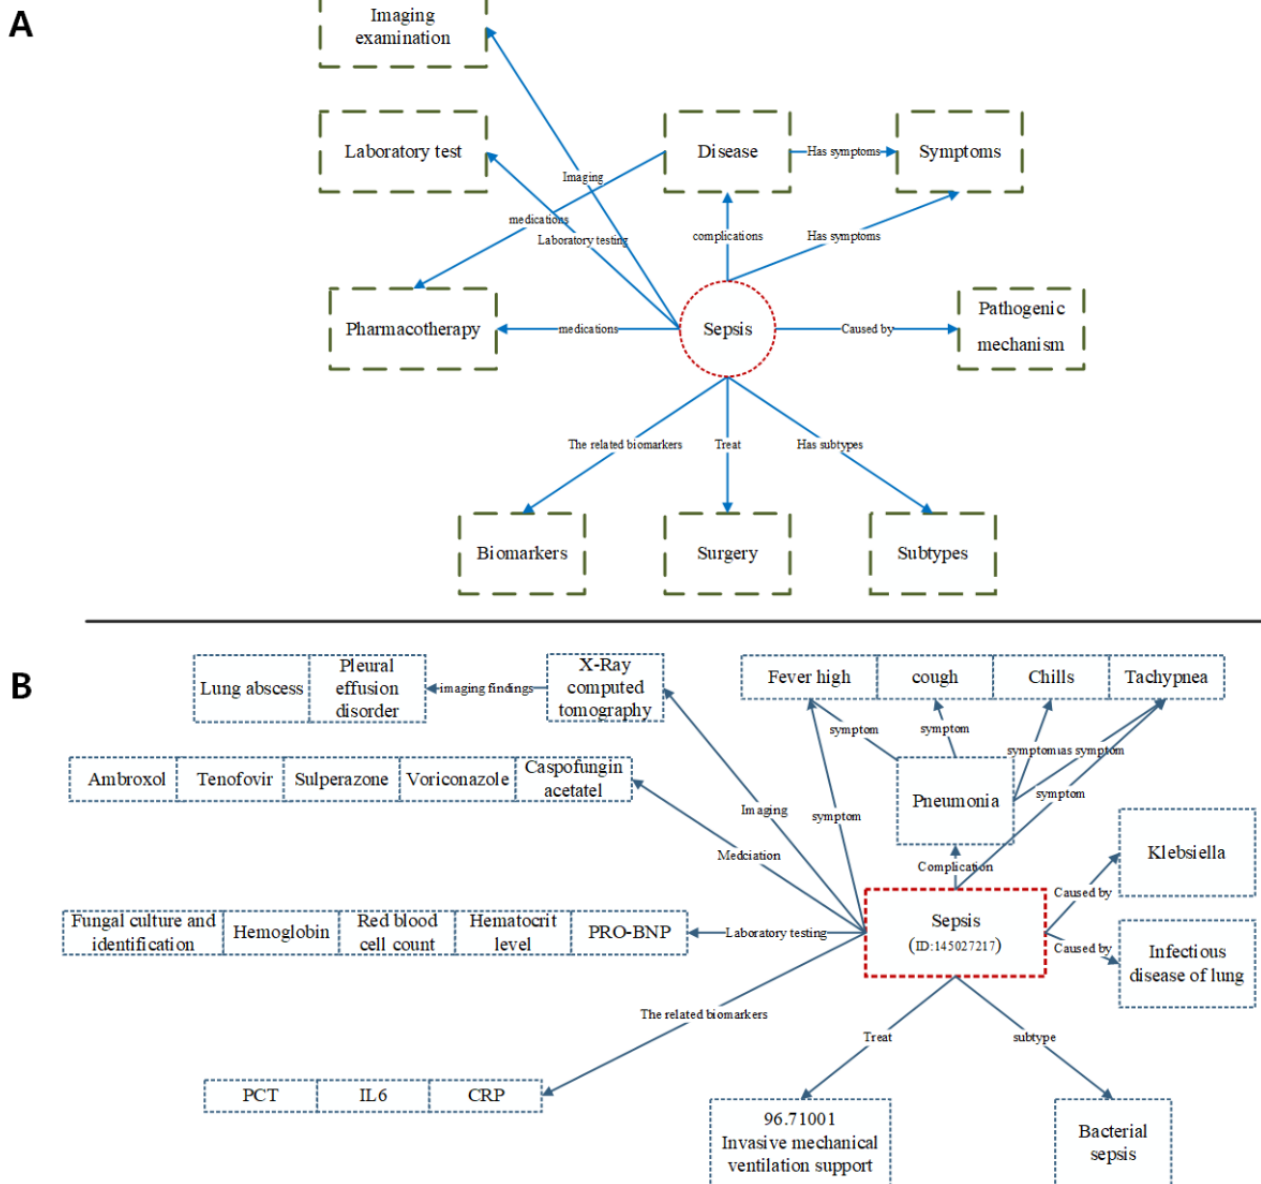 A
Imaging
examination
Laboratory test
Disease
Has symptoms
Symptoms
Imaging
medications
Laboratory testing
complications
Has symptoms
Pharmacotherapy
medications
Sepsis
Caused by
Pathogenic
mechanism
The related biomarkers
Treat
Has subtypes
Biomarkers
Surgery
Subtypes
B
Lung abscess
Pleural
effusion
disorder
imaging findings
X-Ray
computed
tomography
Fever high
cough
Chills
Tachypnea
symptom
symptom
symptom
as symptom
symptom
Ambroxol
Tenofovir
Sulperazone
Voriconazole
Caspofungin
acetatel
Pneumonia
Imaging
symptom
Medciation
Complication
Klebsiella
Caused by
Fungal culture and
identification
Hemoglobin
Red blood
cell count
Hematocrit
level
PRO-BNP
Laboratory testing
Sepsis
(ID:145027217)
Caused by
Infectious
disease of lung
The related biomarkers
Treat
subtype
PCT
IL6
CRP
96.71001
Invasive mechanical
ventilation support
Bacterial
sepsis